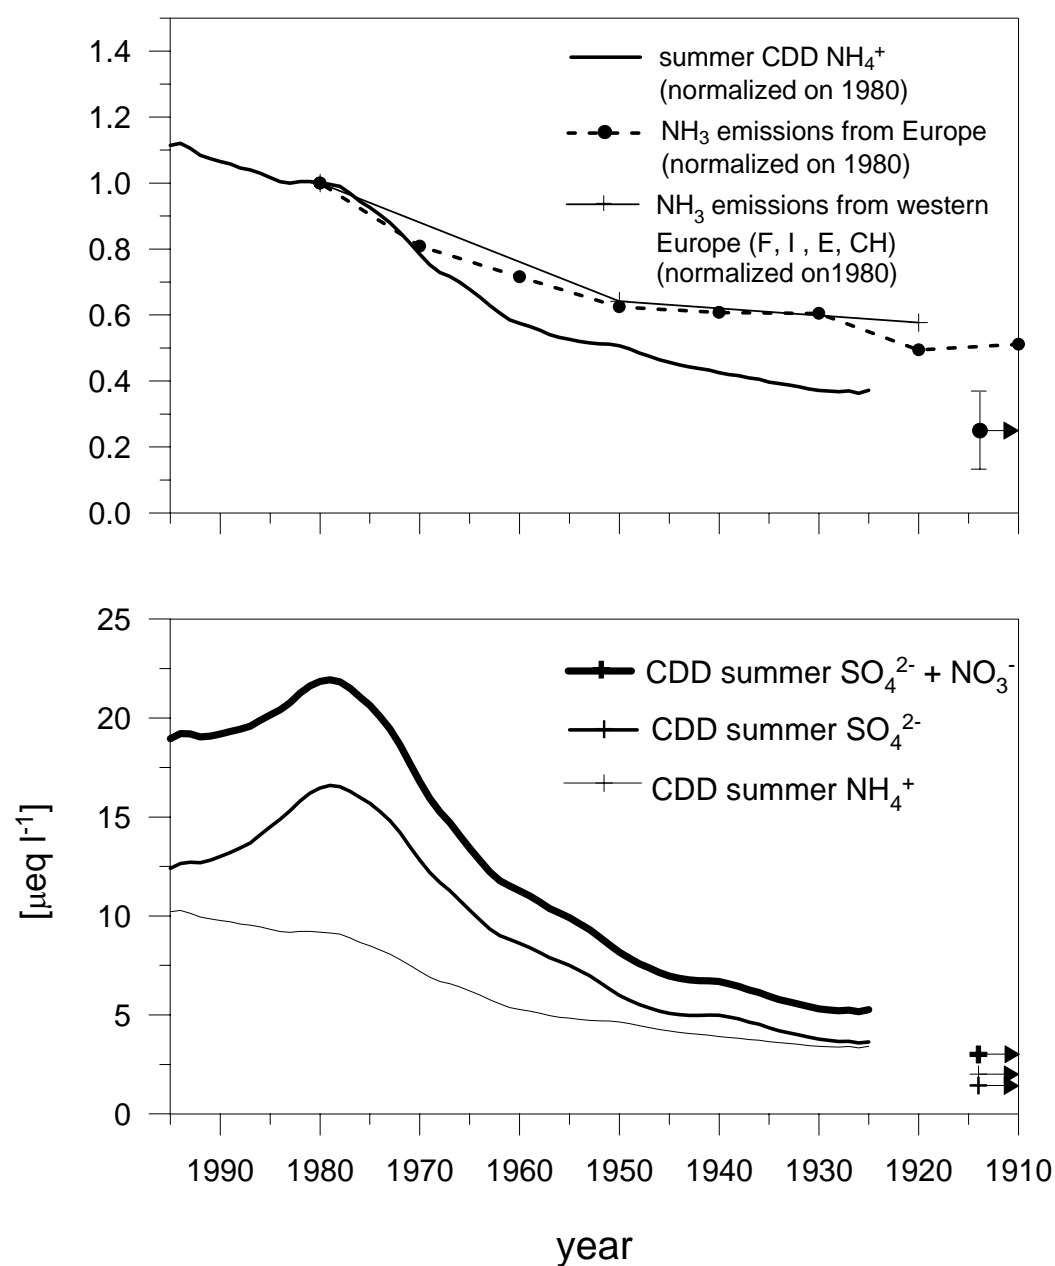 1.4
1.2
1.0
0.8
0.6
0.4
0.2
0.0
summer CDD NH₄⁺
(normalized on 1980)
NH₃ emissions from Europe
(normalized on 1980)
NH₃ emissions from western
Europe (F, I , E, CH)
(normalized on1980)
25
20
15
10
5
0
[μeq l⁻¹]
CDD summer SO₄²⁻ + NO₃⁻
CDD summer SO₄²⁻
CDD summer NH₄⁺
1990 1980 1970 1960 1950 1940 1930 1920 1910
year